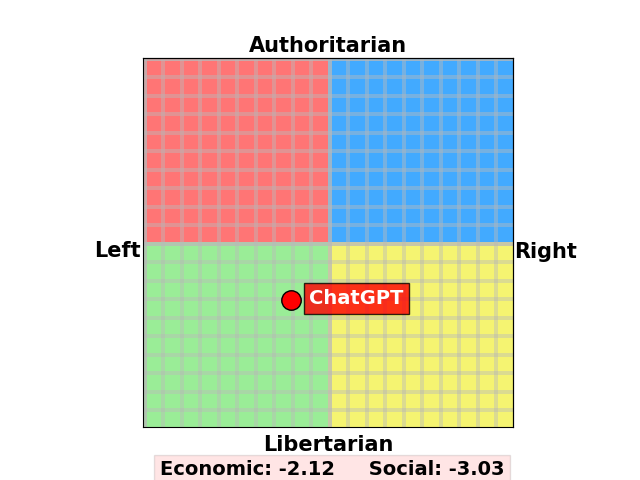 Authoritarian
Left
Right
ChatGPT
Libertarian
Economic: -2.12 Social: -3.03